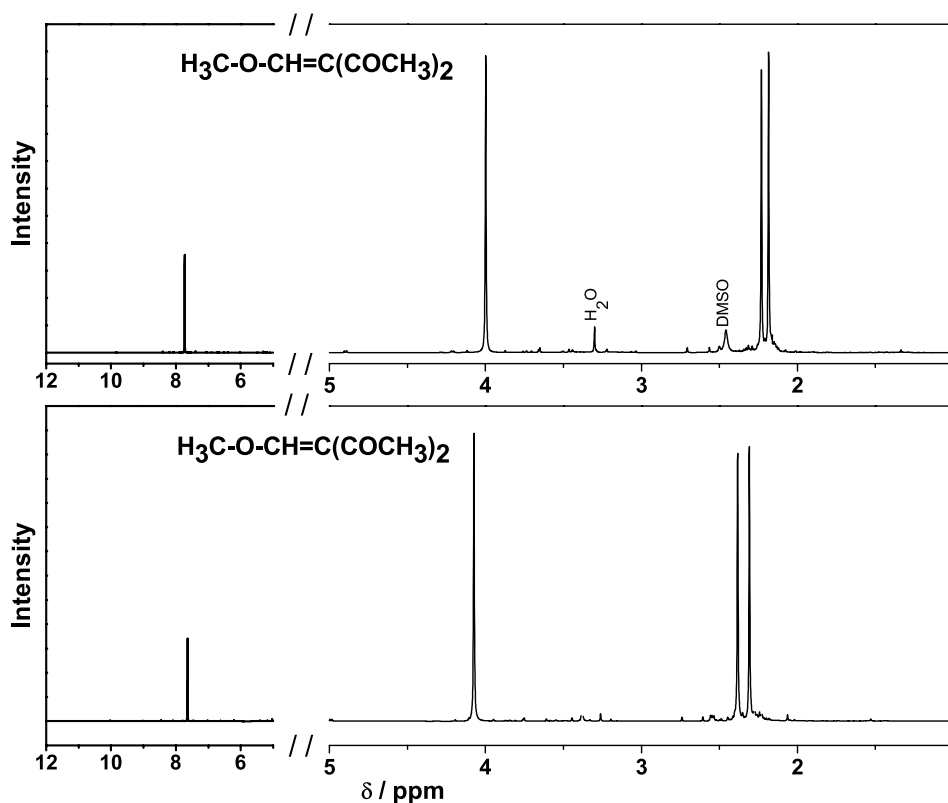 / /
H3C-O-CH=C(COCH3)2
Intensity
H2O
DMSO
/ /
12 10 8 6 5 4 3 2
/ /
H3C-O-CH=C(COCH3)2
Intensity
/ /
12 10 8 6 5 4 3 2
δ / ppm